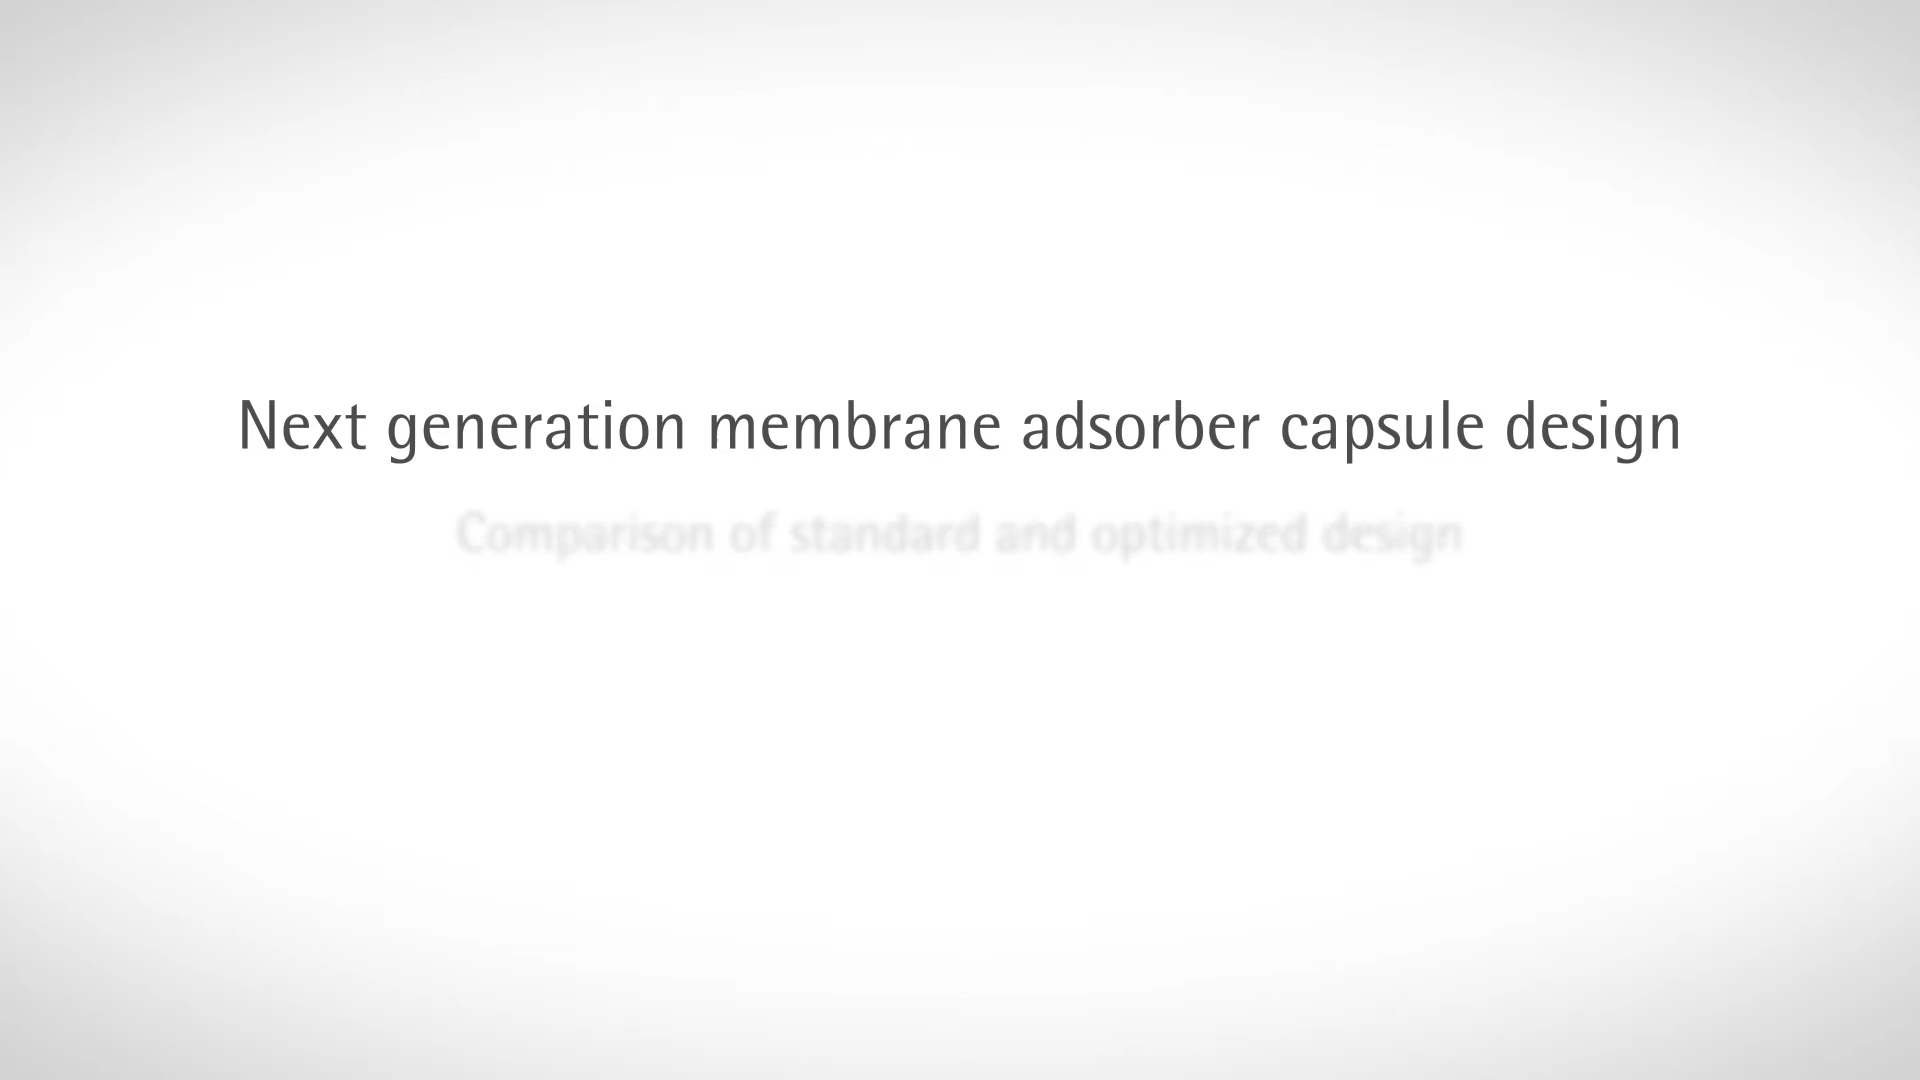 Next generation membrane adsorber capsule design
Comparison of standard and optimized design